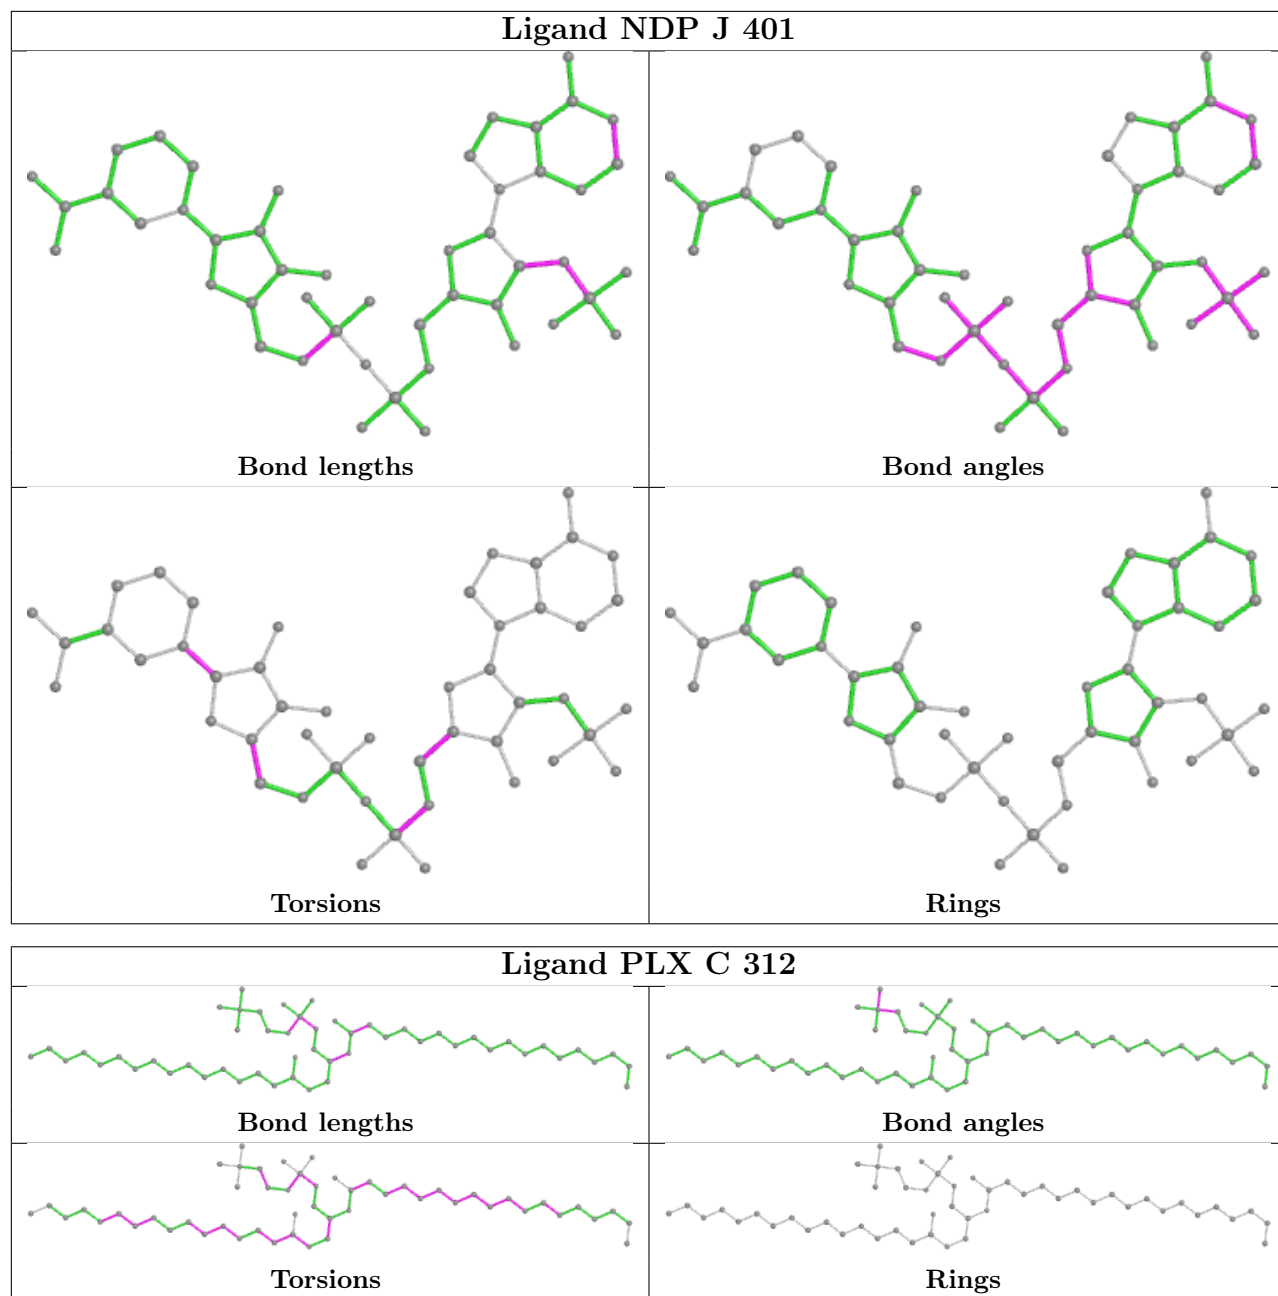 Ligand NDP J 401
Bond lengths
Bond angles
Torsions
Rings
Ligand PLX C 312
Bond lengths
Bond angles
Torsions
Rings